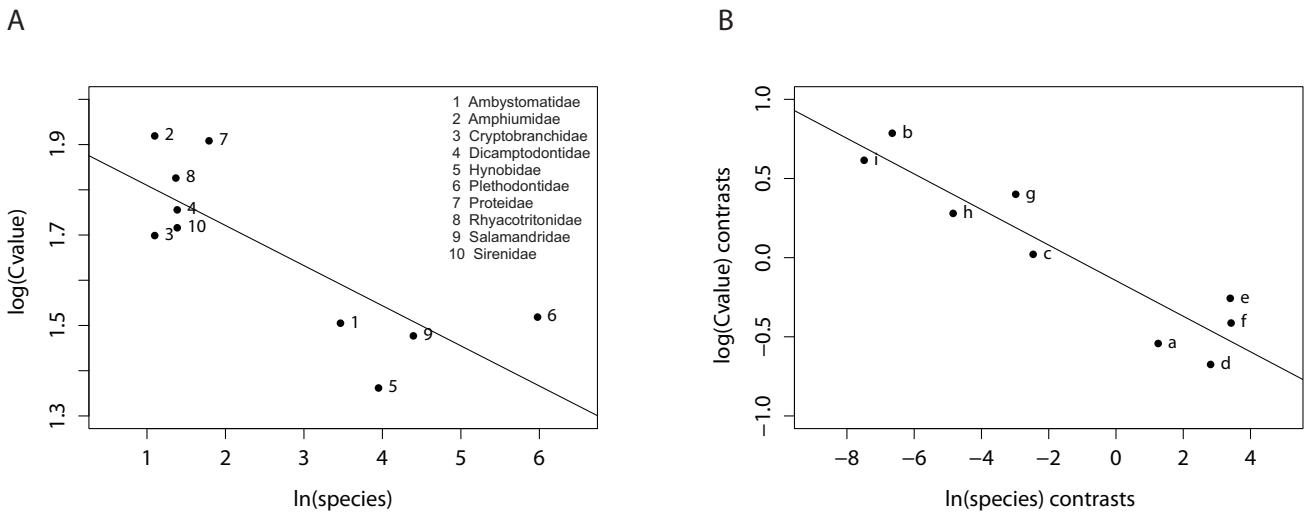 A
B
log(Cvalue)
1.9
1.7
1.5
1.3
1 Ambystomatidae
2 Amphiumidae
3 Cryptobranchidae
4 Dicamptodontidae
5 Hynobidae
6 Plethodontidae
7 Proteidae
8 Rhyacotritonidae
9 Salamandridae
10 Sirenidae
2
7
8
4
10
3
1
9
6
5
1 2 3 4 5 6
ln(species)
log(Cvalue) contrasts
1.0
0.5
0.0
−0.5
−1.0
b
i
g
h
c
e
f
a
d
−8 −6 −4 −2 0 2 4
ln(species) contrasts